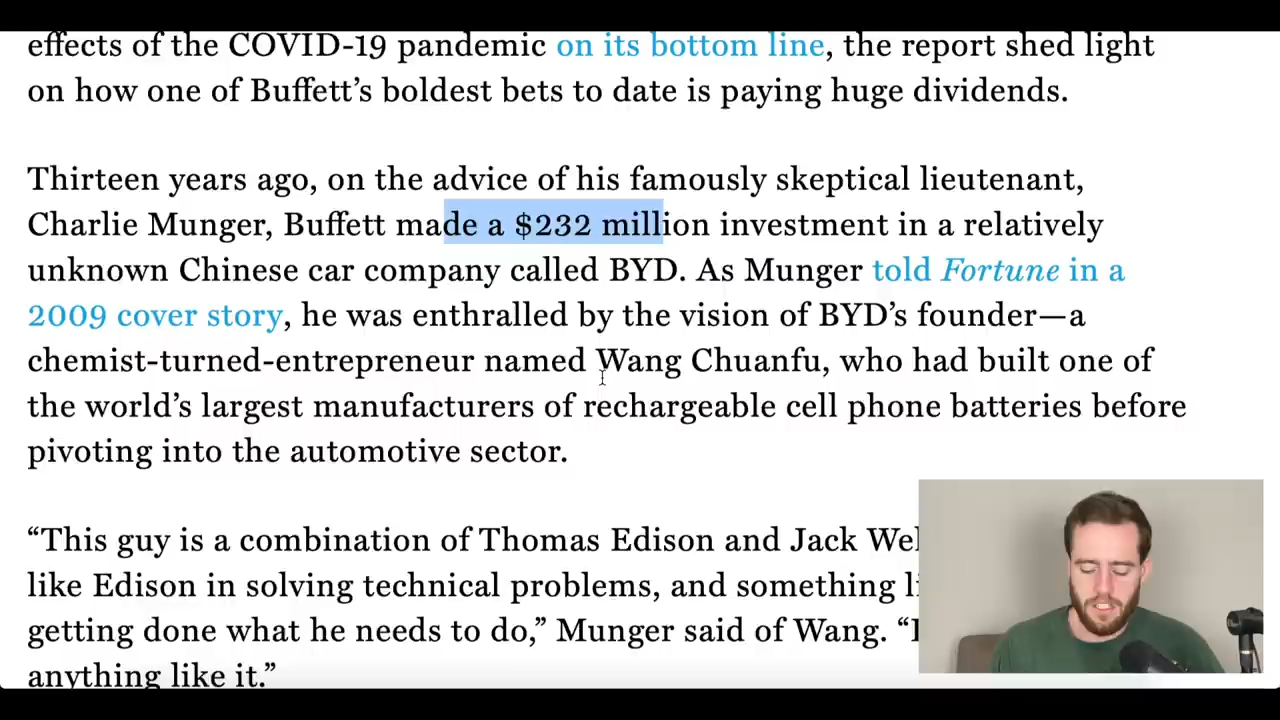 effects of the COVID-19 pandemic on its bottom line, the report shed light
on how one of Buffett’s boldest bets to date is paying huge dividends.
Thirteen years ago, on the advice of his famously skeptical lieutenant,
Charlie Munger, Buffett made a $232 million investment in a relatively
unknown Chinese car company called BYD. As Munger told Fortune in a
2009 cover story, he was enthralled by the vision of BYD’s founder—a
chemist-turned-entrepreneur named Wang Chuanfu, who had built one of
the world’s largest manufacturers of rechargeable cell phone batteries before
pivoting into the automotive sector.
“This guy is a combination of Thomas Edison and Jack
like Edison in solving technical problems, and something
getting done what he needs to do,” Munger said of Wang.
anything like it.”